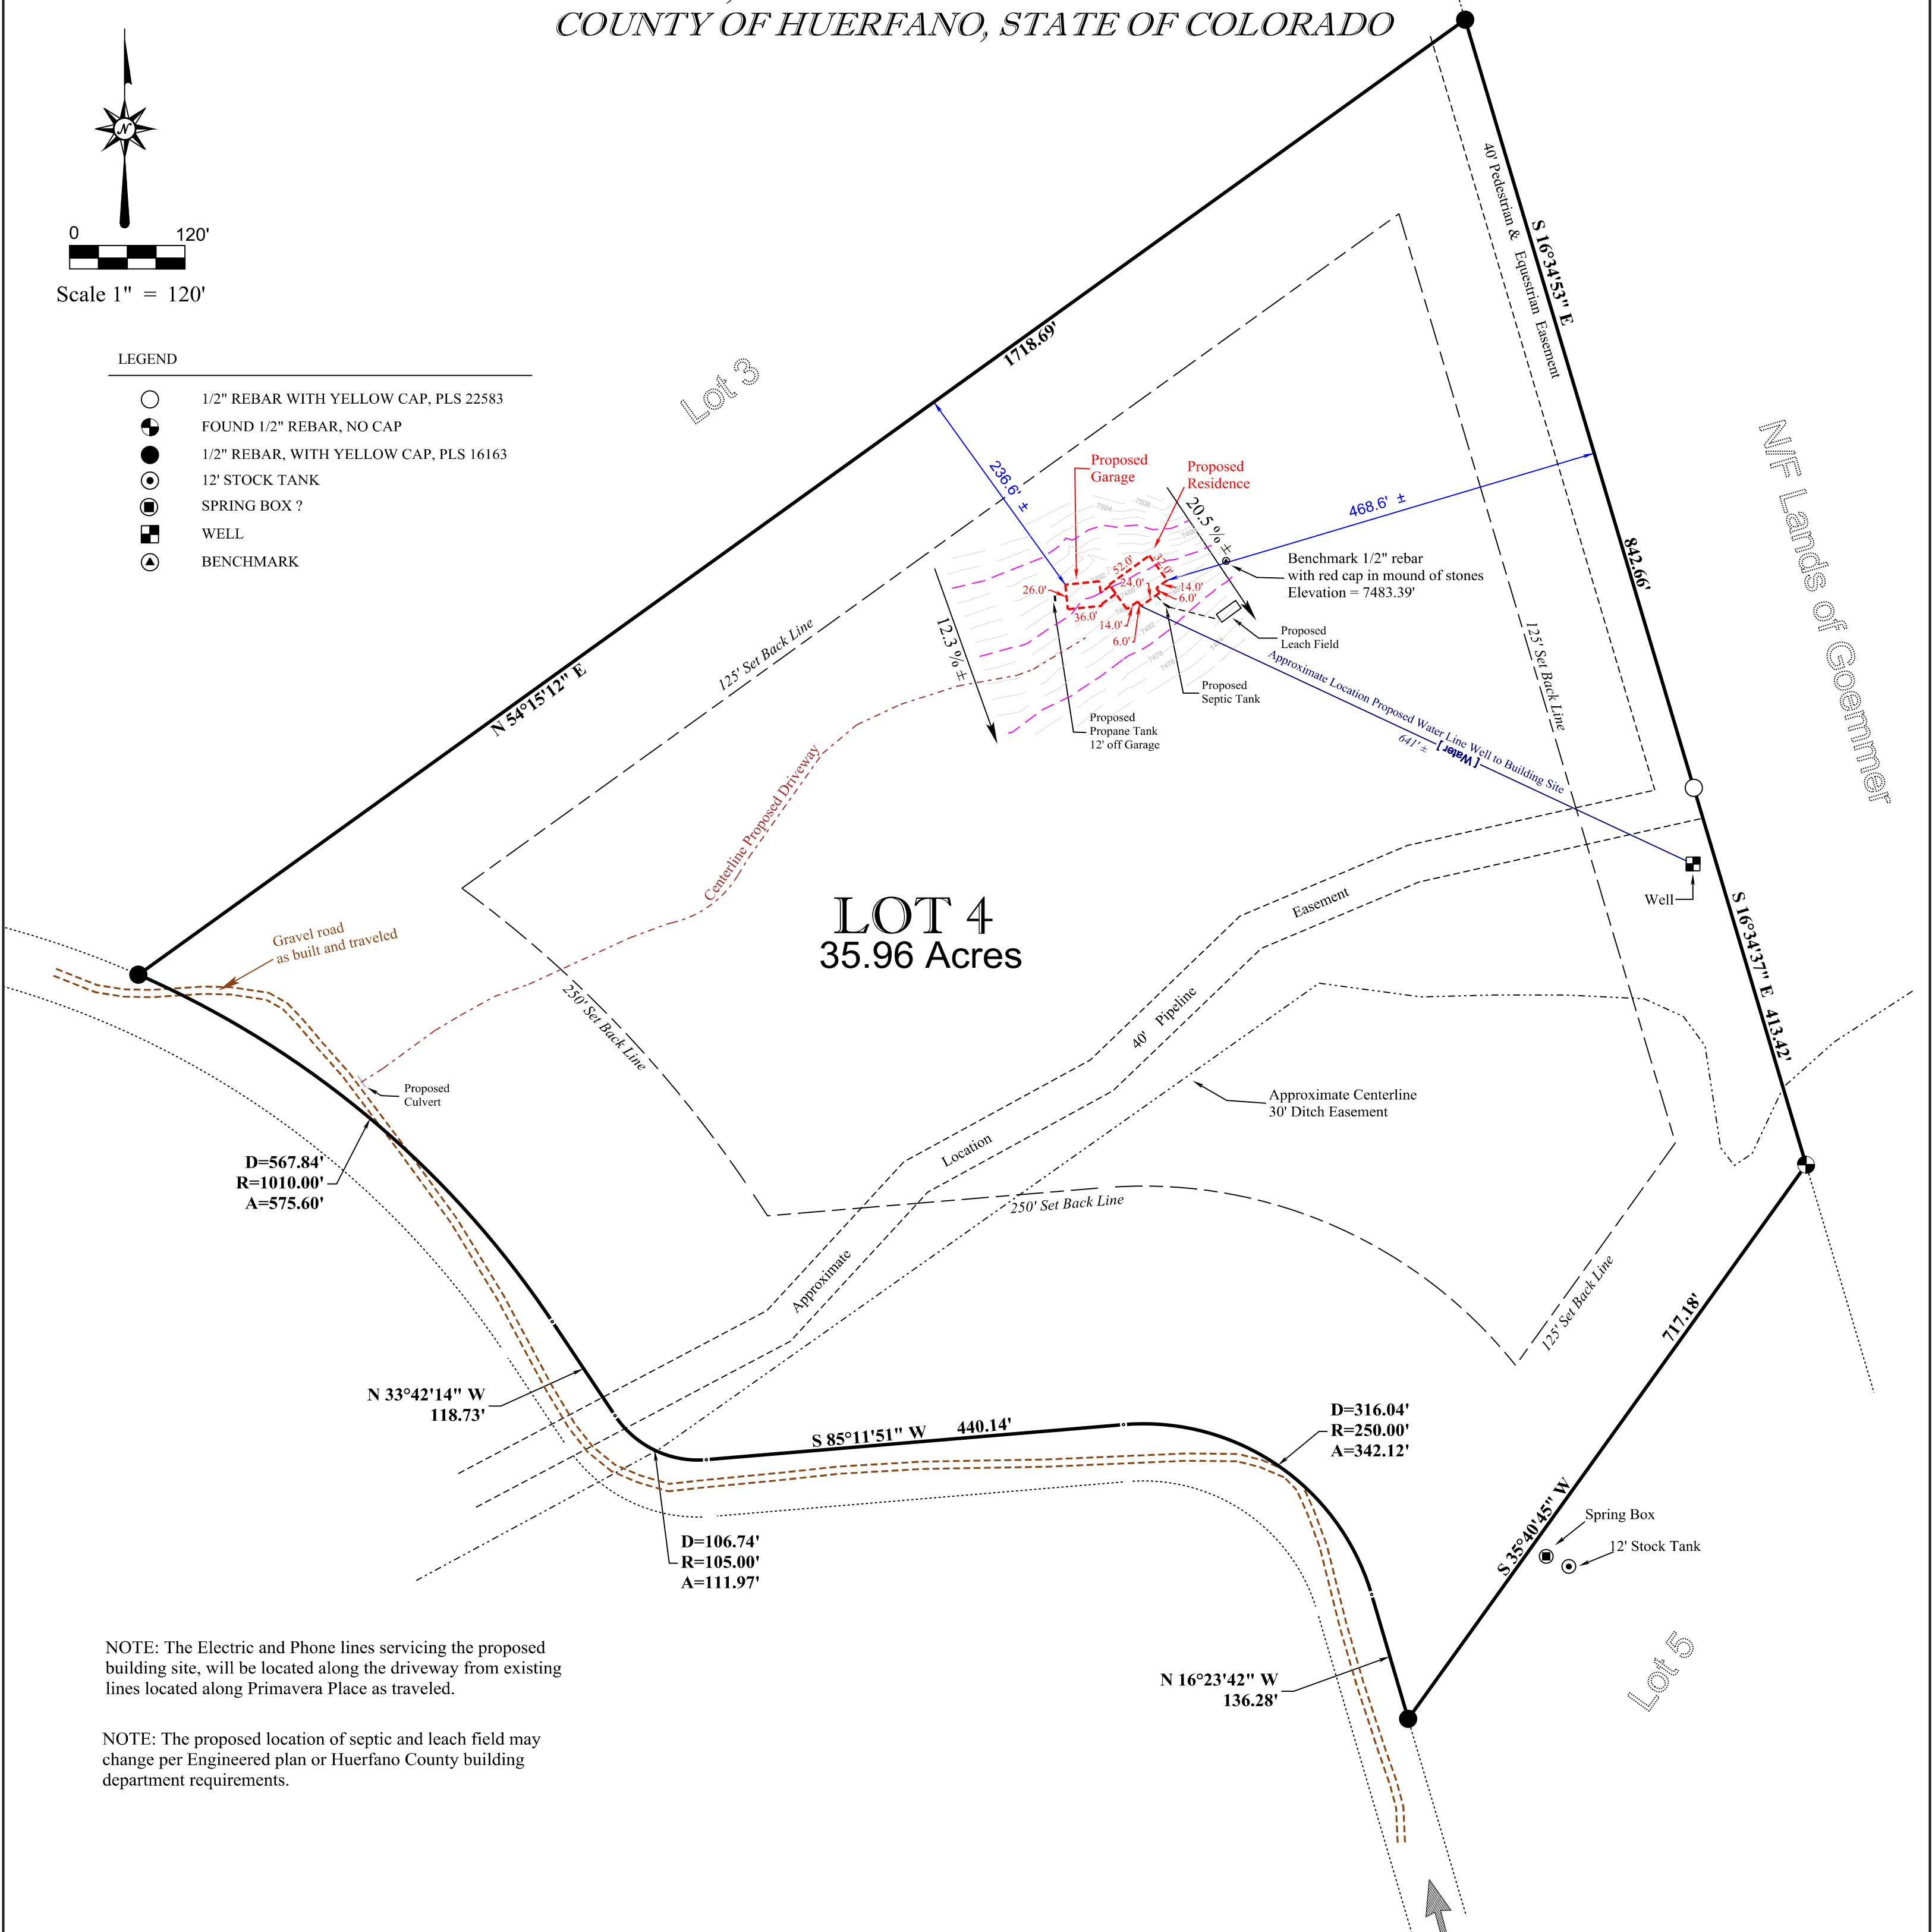 COUNTY OF HUERFANO, STATE OF COLORADO
N
0 120'
Scale 1" = 120'
LEGEND
1/2" REBAR WITH YELLOW CAP, PLS 22583
FOUND 1/2" REBAR, NO CAP
1/2" REBAR, WITH YELLOW CAP, PLS 16163
12' STOCK TANK
SPRING BOX ?
WELL
BENCHMARK
Lot 3
1718.69'
N 54°15'12" E
125' Set Back Line
40' Pedestrian & Equestrian Easement
S 16°34'53" E
842.66'
N/F Lands of Goemmer
236.6' ±
468.6' ±
Proposed
Garage
Proposed
Residence
20.5 % ±
12.3 % ±
7504
7508
52.0'
32.0'
24.0'
14.0'
6.0'
26.0'
36.0'
14.0'
6.0'
7482
7478
7476
Benchmark 1/2" rebar
with red cap in mound of stones
Elevation = 7483.39'
Proposed
Leach Field
Proposed
Septic Tank
Proposed
Propane Tank
12' off Garage
Approximate Location Proposed Water Line Well to Building Site
641' ±
[ Water ]
125' Set Back Line
Centerline Proposed Driveway
LOT 4
35.96 Acres
Well
S 16°34'37" E 413.42'
Gravel road
as built and traveled
250' Set Back Line
Proposed
Culvert
Approximate
Location
40' Pipeline
Easement
Approximate Centerline
30' Ditch Easement
250' Set Back Line
125' Set Back Line
D=567.84'
R=1010.00'
A=575.60'
N 33°42'14" W
118.73'
S 85°11'51" W 440.14'
D=316.04'
R=250.00'
A=342.12'
D=106.74'
R=105.00'
A=111.97'
717.18'
S 35°40'45" W
Spring Box
12' Stock Tank
Lot 5
N 16°23'42" W
136.28'
NOTE: The Electric and Phone lines servicing the proposed
building site, will be located along the driveway from existing
lines located along Primavera Place as traveled.
NOTE: The proposed location of septic and leach field may
change per Engineered plan or Huerfano County building
department requirements.